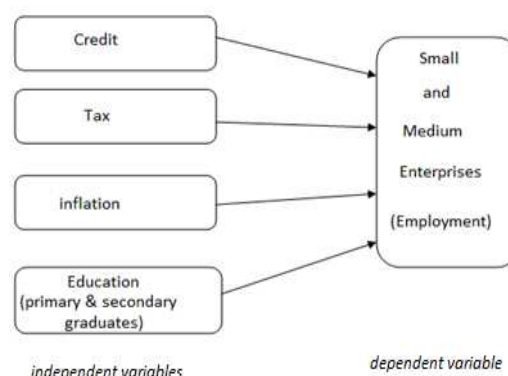 Credit
Tax
inflation
Education
(primary & secondary
graduates)
independent variables
Small
and
Medium
Enterprises
(Employment)
dependent variable